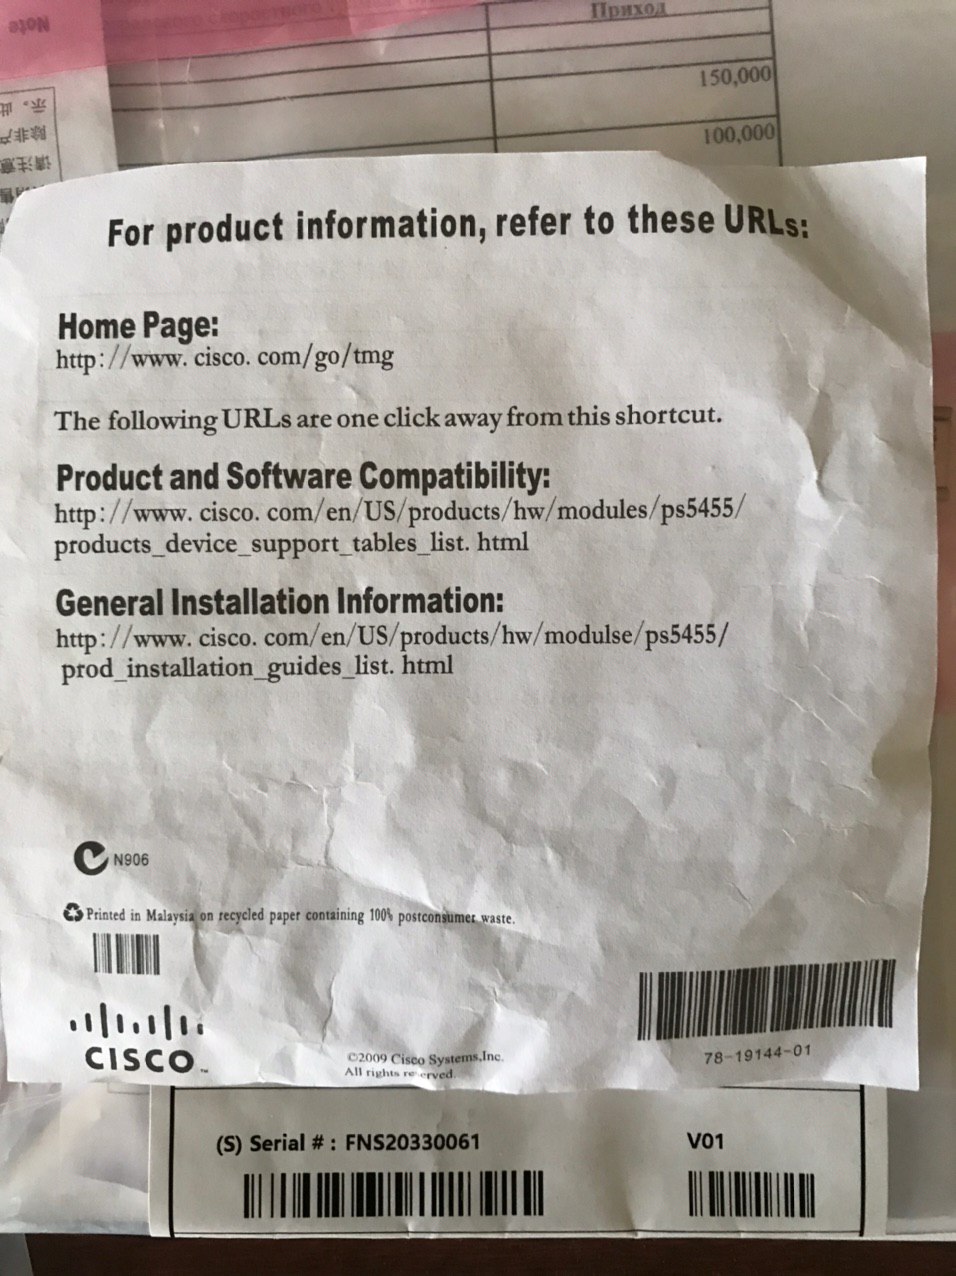 Note
Приход
150,000
100,000
For product information, refer to these URLs:
Home Page:
http://www. cisco. com/go/tmg
The following URLs are one click away from this shortcut.
Product and Software Compatibility:
http://www. cisco. com/en/US/products/hw/modules/ps5455/
products_device_support_tables_list. html
General Installation Information:
http://www. cisco. com/en/US/products/hw/modulse/ps5455/
prod_installation_guides_list. html
N906
Printed in Malaysia on recycled paper containing 100% postconsumer waste.
CISCO™
©2009 Cisco Systems,Inc.
All rights reserved.
78-19144-01
(S) Serial # : FNS20330061 V01